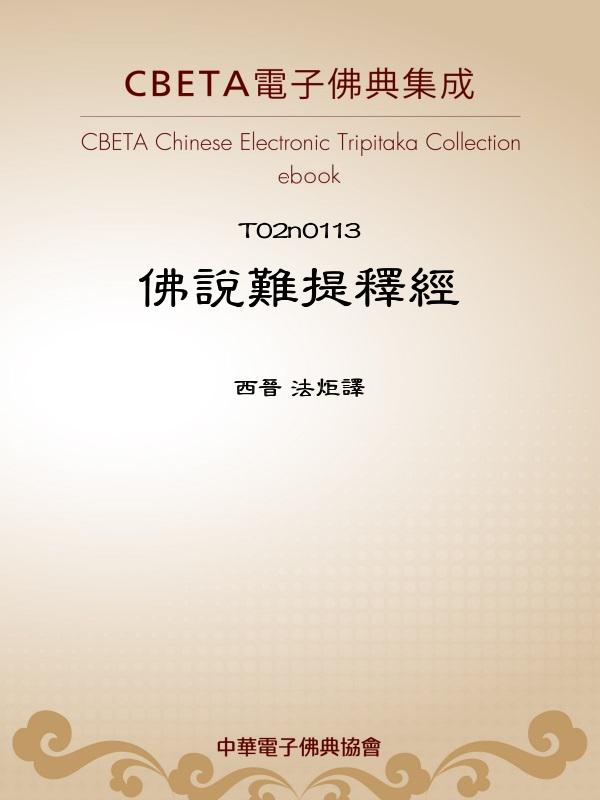 CBETA電子佛典集成
CBETA Chinese Electronic Tripitaka Collection
ebook
T02n0113
佛說難提釋經
西晉 法炬譯
中華電子佛典協會